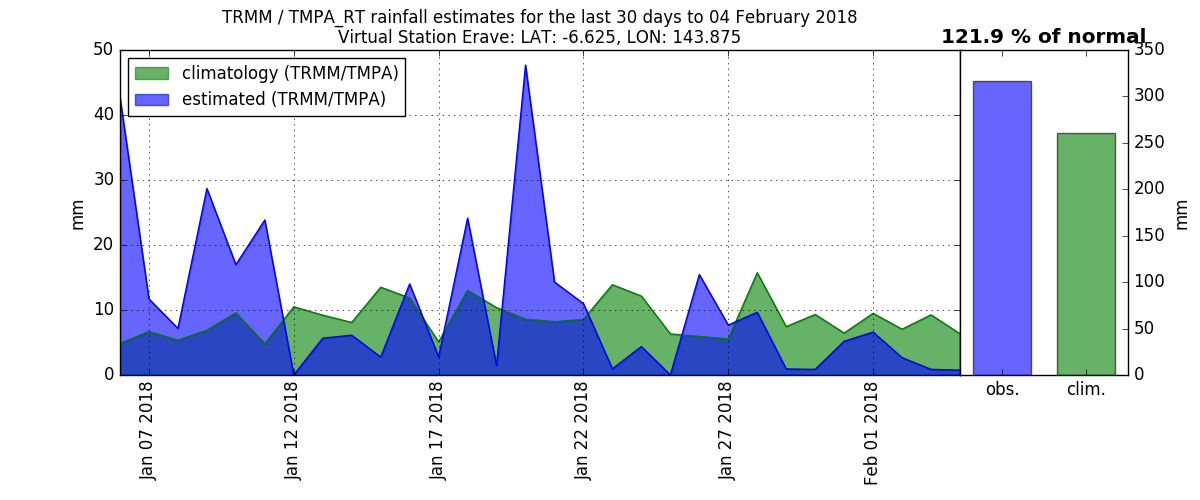 TRMM / TMPA_RT rainfall estimates for the last 30 days to 04 February 2018
Virtual Station Erave: LAT: -6.625, LON: 143.875
121.9 % of normal
climatology (TRMM/TMPA)
estimated (TRMM/TMPA)
50
40
30
20
10
0
mm
Jan 07 2018
Jan 12 2018
Jan 17 2018
Jan 22 2018
Jan 27 2018
Feb 01 2018
350
300
250
200
150
100
50
0
mm
obs.
clim.